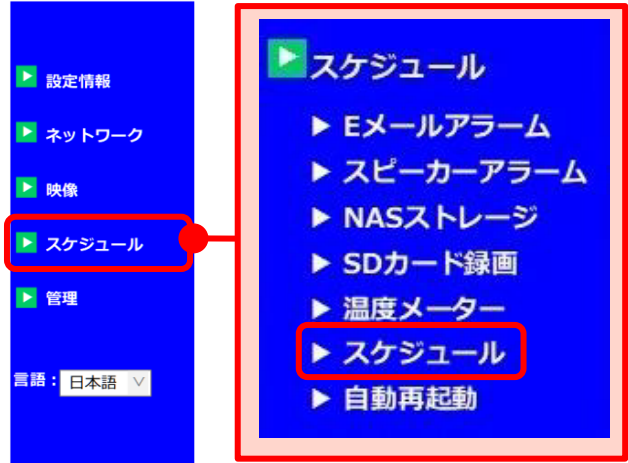 設定情報
ネットワーク
映像
スケジュール
管理
言語：日本語
スケジュール
Eメールアラーム
スピーカーアラーム
NASストレージ
SDカード録画
温度メーター
スケジュール
自動再起動